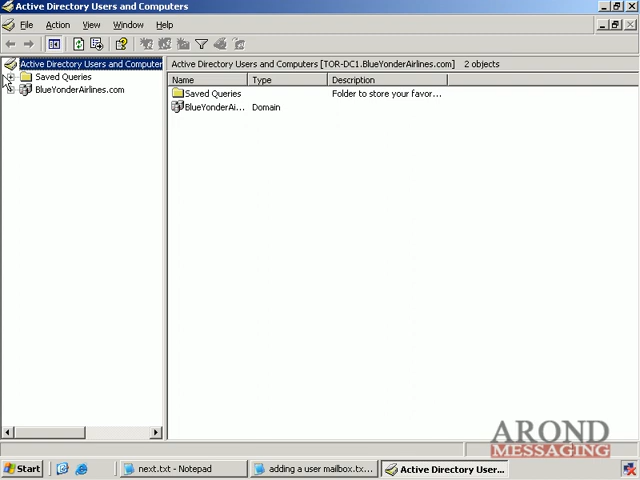 Active Directory Users and Computers
File Action View Window Help
Active Directory Users and Computer
Saved Queries
BlueYonderAirlines.com
Active Directory Users and Computers [TOR-DC1.BlueYonderAirlines.com] 2 objects
Name Type Description
Saved Queries Folder to store your favor...
BlueYonderAi... Domain
AROND
MESSAGING
Start next.txt - Notepad adding a user mailbox.tx... Active Directory User...